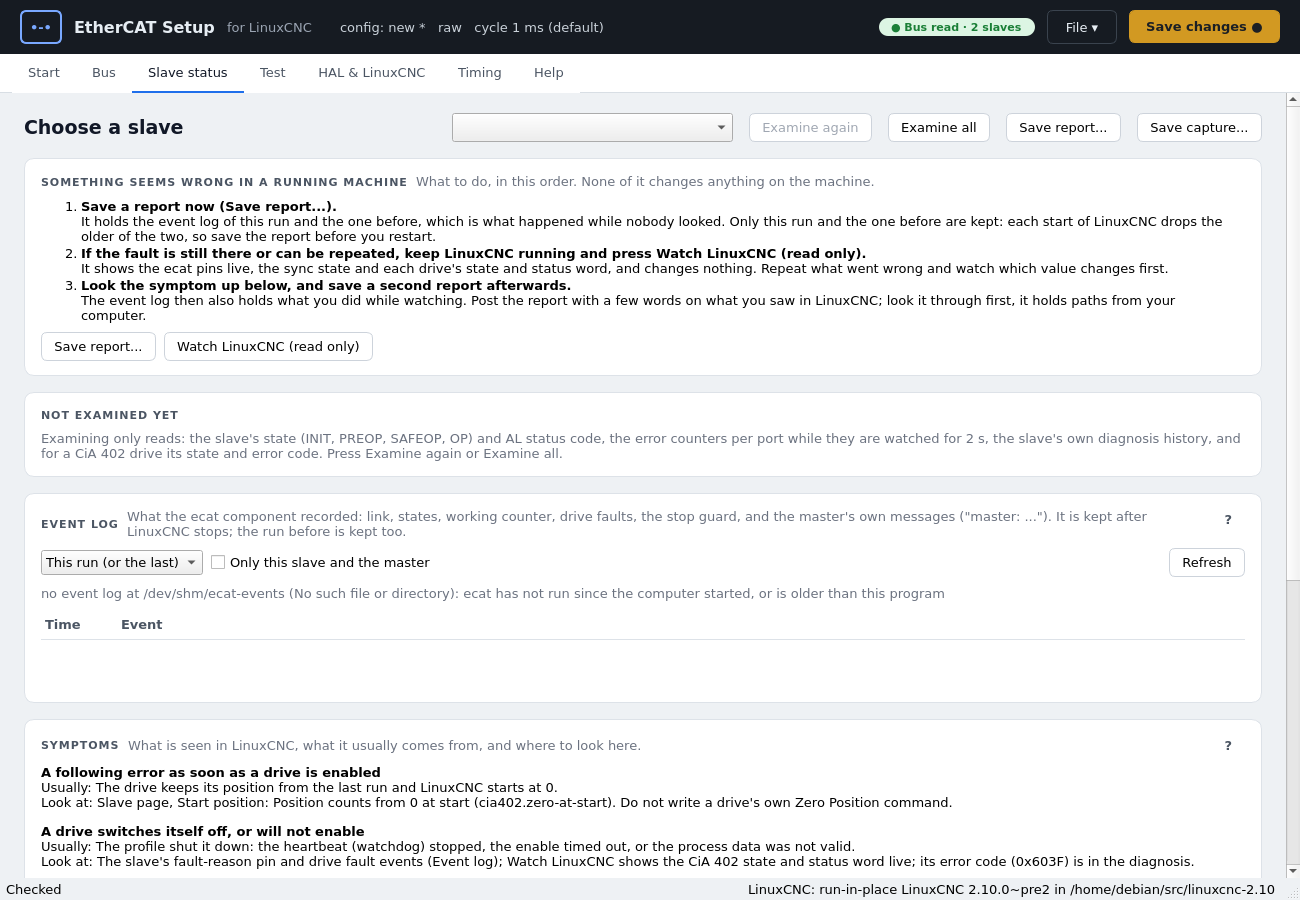 EtherCAT Setup for LinuxCNC config: new * raw cycle 1 ms (default) ● Bus read · 2 slaves File ▾ Save changes ●
Start Bus Slave status Test HAL & LinuxCNC Timing Help
Choose a slave Examine again Examine all Save report... Save capture...
SOMETHING SEEMS WRONG IN A RUNNING MACHINE What to do, in this order. None of it changes anything on the machine.
1. Save a report now (Save report...).
It holds the event log of this run and the one before, which is what happened while nobody looked. Only this run and the one before are kept: each start of LinuxCNC drops the
older of the two, so save the report before you restart.
2. If the fault is still there or can be repeated, keep LinuxCNC running and press Watch LinuxCNC (read only).
It shows the ecat pins live, the sync state and each drive's state and status word, and changes nothing. Repeat what went wrong and watch which value changes first.
3. Look the symptom up below, and save a second report afterwards.
The event log then also holds what you did while watching. Post the report with a few words on what you saw in LinuxCNC; look it through first, it holds paths from your
computer.
Save report... Watch LinuxCNC (read only)
NOT EXAMINED YET
Examining only reads: the slave's state (INIT, PREOP, SAFEOP, OP) and AL status code, the error counters per port while they are watched for 2 s, the slave's own diagnosis history, and
for a CiA 402 drive its state and error code. Press Examine again or Examine all.
EVENT LOG What the ecat component recorded: link, states, working counter, drive faults, the stop guard, and the master's own messages ("master: ..."). It is kept after ?
LinuxCNC stops; the run before is kept too.
This run (or the last) Only this slave and the master Refresh
no event log at /dev/shm/ecat-events (No such file or directory): ecat has not run since the computer started, or is older than this program
Time Event
SYMPTOMS What is seen in LinuxCNC, what it usually comes from, and where to look here. ?
A following error as soon as a drive is enabled
Usually: The drive keeps its position from the last run and LinuxCNC starts at 0.
Look at: Slave page, Start position: Position counts from 0 at start (cia402.zero-at-start). Do not write a drive's own Zero Position command.
A drive switches itself off, or will not enable
Usually: The profile shut it down: the heartbeat (watchdog) stopped, the enable timed out, or the process data was not valid.
Look at: The slave's fault-reason pin and drive fault events (Event log); Watch LinuxCNC shows the CiA 402 state and status word live; its error code (0x603F) is in the diagnosis.
Checked LinuxCNC: run-in-place LinuxCNC 2.10.0~pre2 in /home/debian/src/linuxcnc-2.10